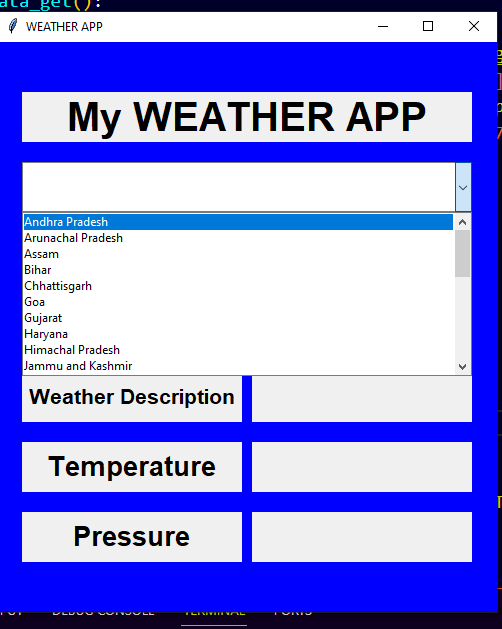 ata_get():
WEATHER APP
My WEATHER APP
Andhra Pradesh
Arunachal Pradesh
Assam
Bihar
Chhattisgarh
Goa
Gujarat
Haryana
Himachal Pradesh
Jammu and Kashmir
Weather Description
Temperature
Pressure
DEBUG CONSOLE TERMINAL PORTS